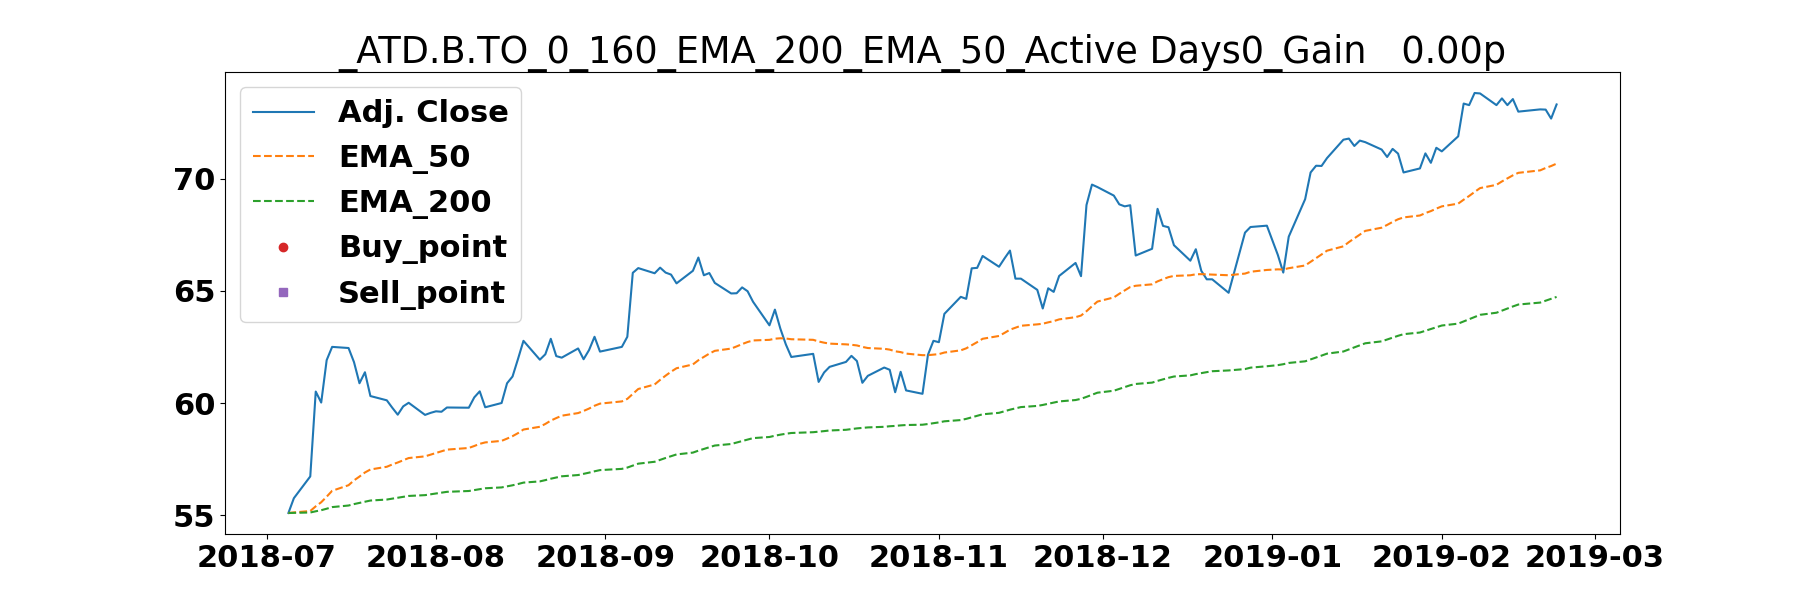 _ATD.B.TO_0_160_EMA_200_EMA_50_Active Days0_Gain   0.00p
Adj. Close
EMA_50
EMA_200
Buy_point
Sell_point
70
65
60
55
2018-07 2018-08 2018-09 2018-10 2018-11 2018-12 2019-01 2019-02 2019-03